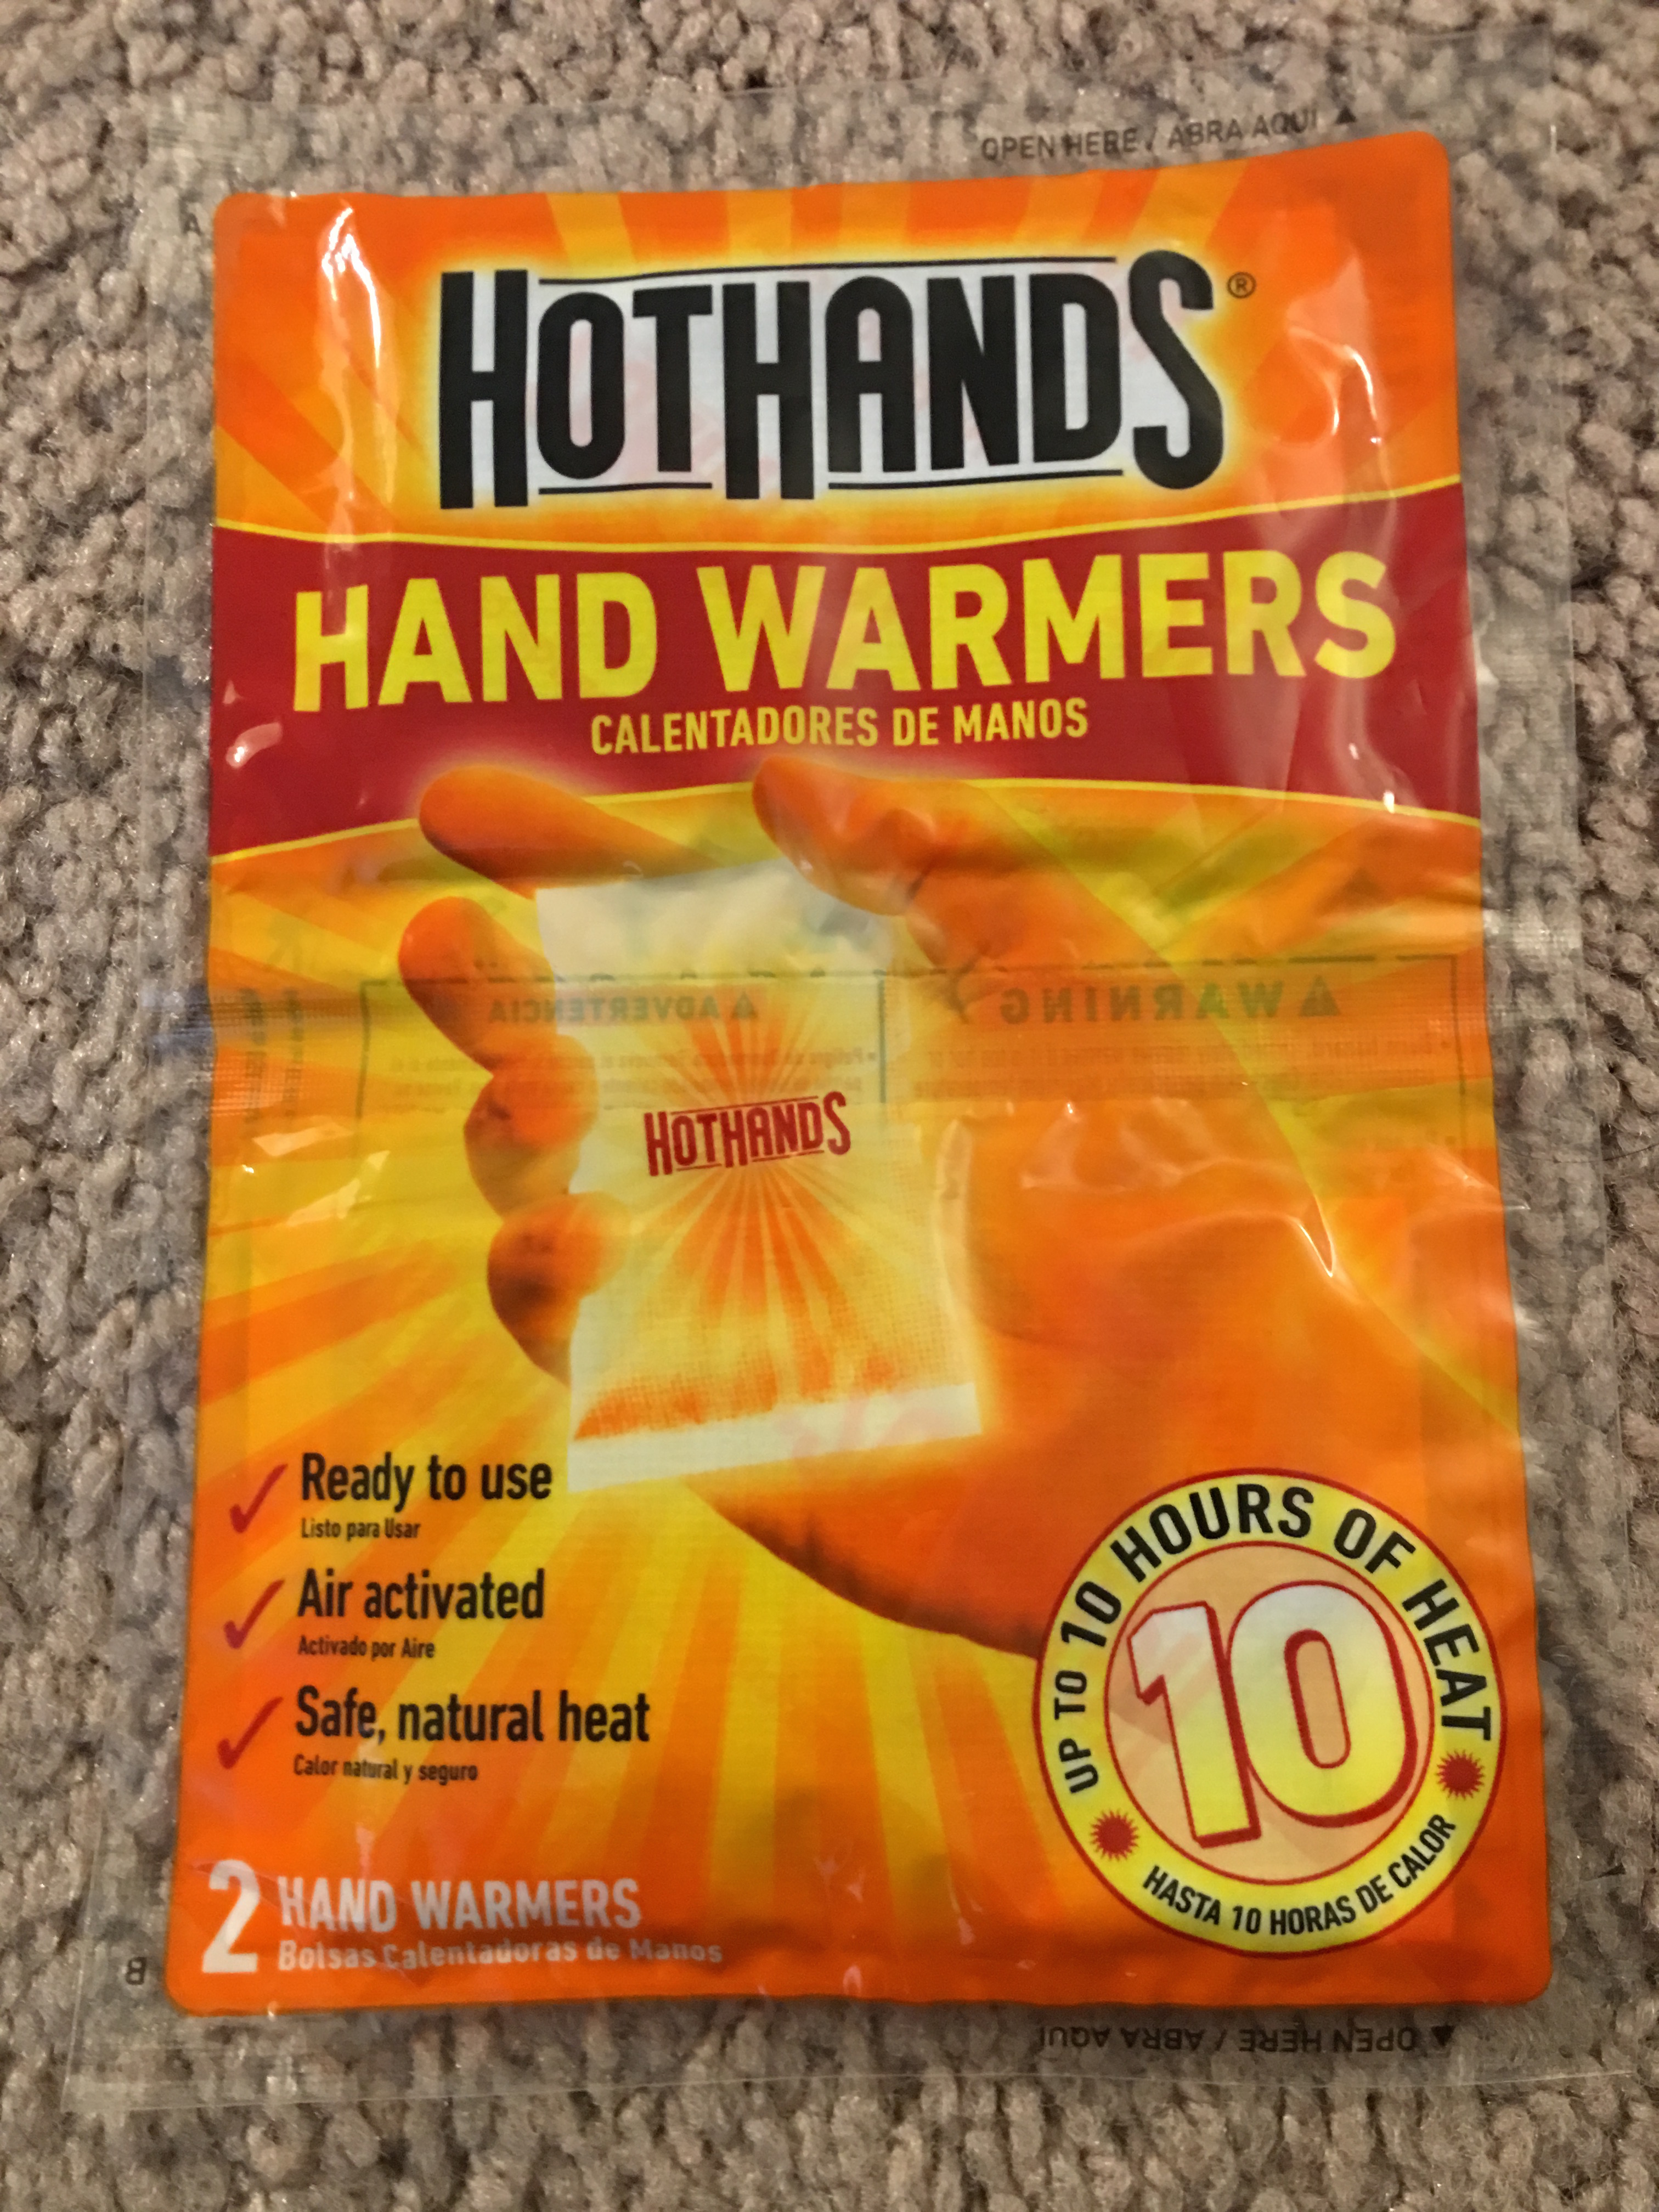 OPEN HERE / ABRA AQUI ▲
A
HOTHANDS®
HAND WARMERS
CALENTADORES DE MANOS
▲ ADVERTENCIA
▲ WARNING
HOTHANDS
Ready to use
Listo para Usar
Air activated
Activado por Aire
Safe, natural heat
Calor natural y seguro
UP TO 10 HOURS OF HEAT
10
HASTA 10 HORAS DE CALOR
2 HAND WARMERS
Bolsas Calentadoras de Manos
B
▲ OPEN HERE / ABRA AQUI